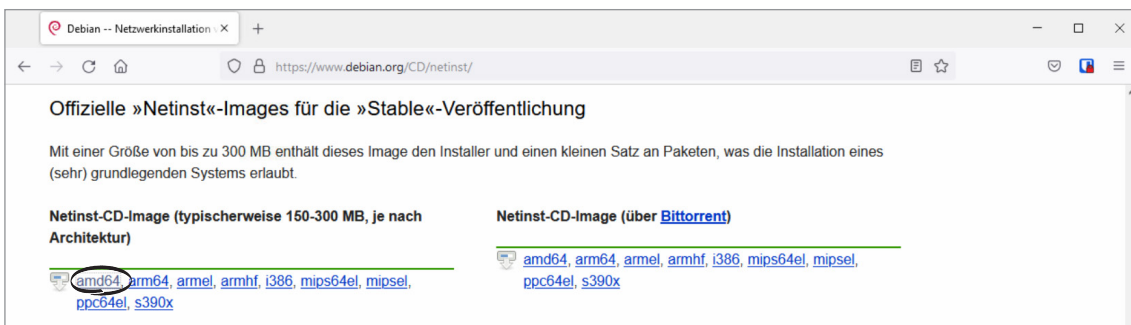 Debian -- Netzwerkinstallation
https://www.debian.org/CD/netinst/
Offizielle »Netinst«-Images für die »Stable«-Veröffentlichung
Mit einer Größe von bis zu 300 MB enthält dieses Image den Installer und einen kleinen Satz an Paketen, was die Installation eines
(sehr) grundlegenden Systems erlaubt.
Netinst-CD-Image (typischerweise 150-300 MB, je nach
Architektur)
amd64, arm64, armel, armhf, i386, mips64el, mipsel,
ppc64el, s390x
Netinst-CD-Image (über Bittorrent)
amd64, arm64, armel, armhf, i386, mips64el, mipsel,
ppc64el, s390x